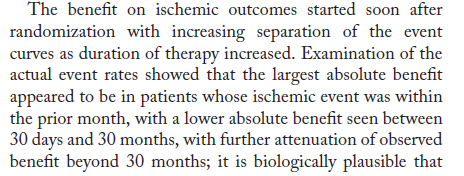 The benefit on ischemic outcomes started soon after
randomization with increasing separation of the event
curves as duration of therapy increased. Examination of the
actual event rates showed that the largest absolute benefit
appeared to be in patients whose ischemic event was within
the prior month, with a lower absolute benefit seen between
30 days and 30 months, with further attenuation of observed
benefit beyond 30 months; it is biologically plausible that